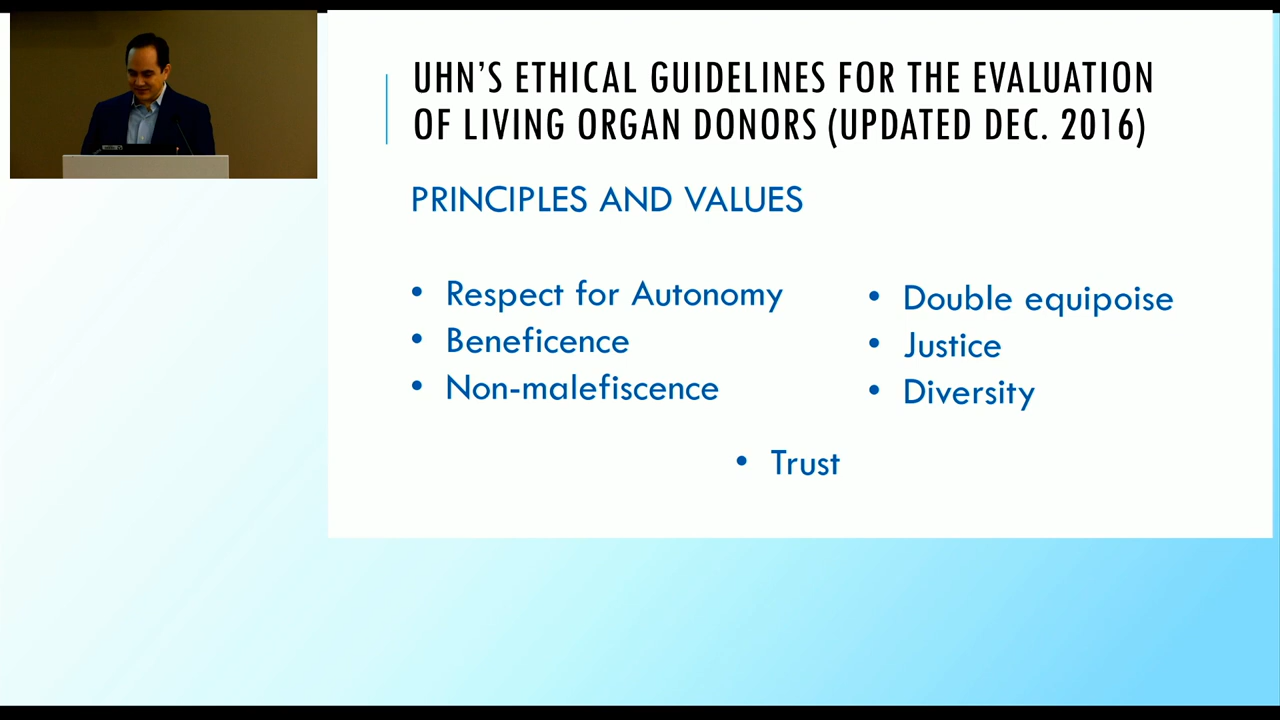 UHN'S ETHICAL GUIDELINES FOR THE EVALUATION
OF LIVING ORGAN DONORS (UPDATED DEC. 2016)
PRINCIPLES AND VALUES
• Respect for Autonomy
• Beneficence
• Non-malefiscence
• Double equipoise
• Justice
• Diversity
• Trust